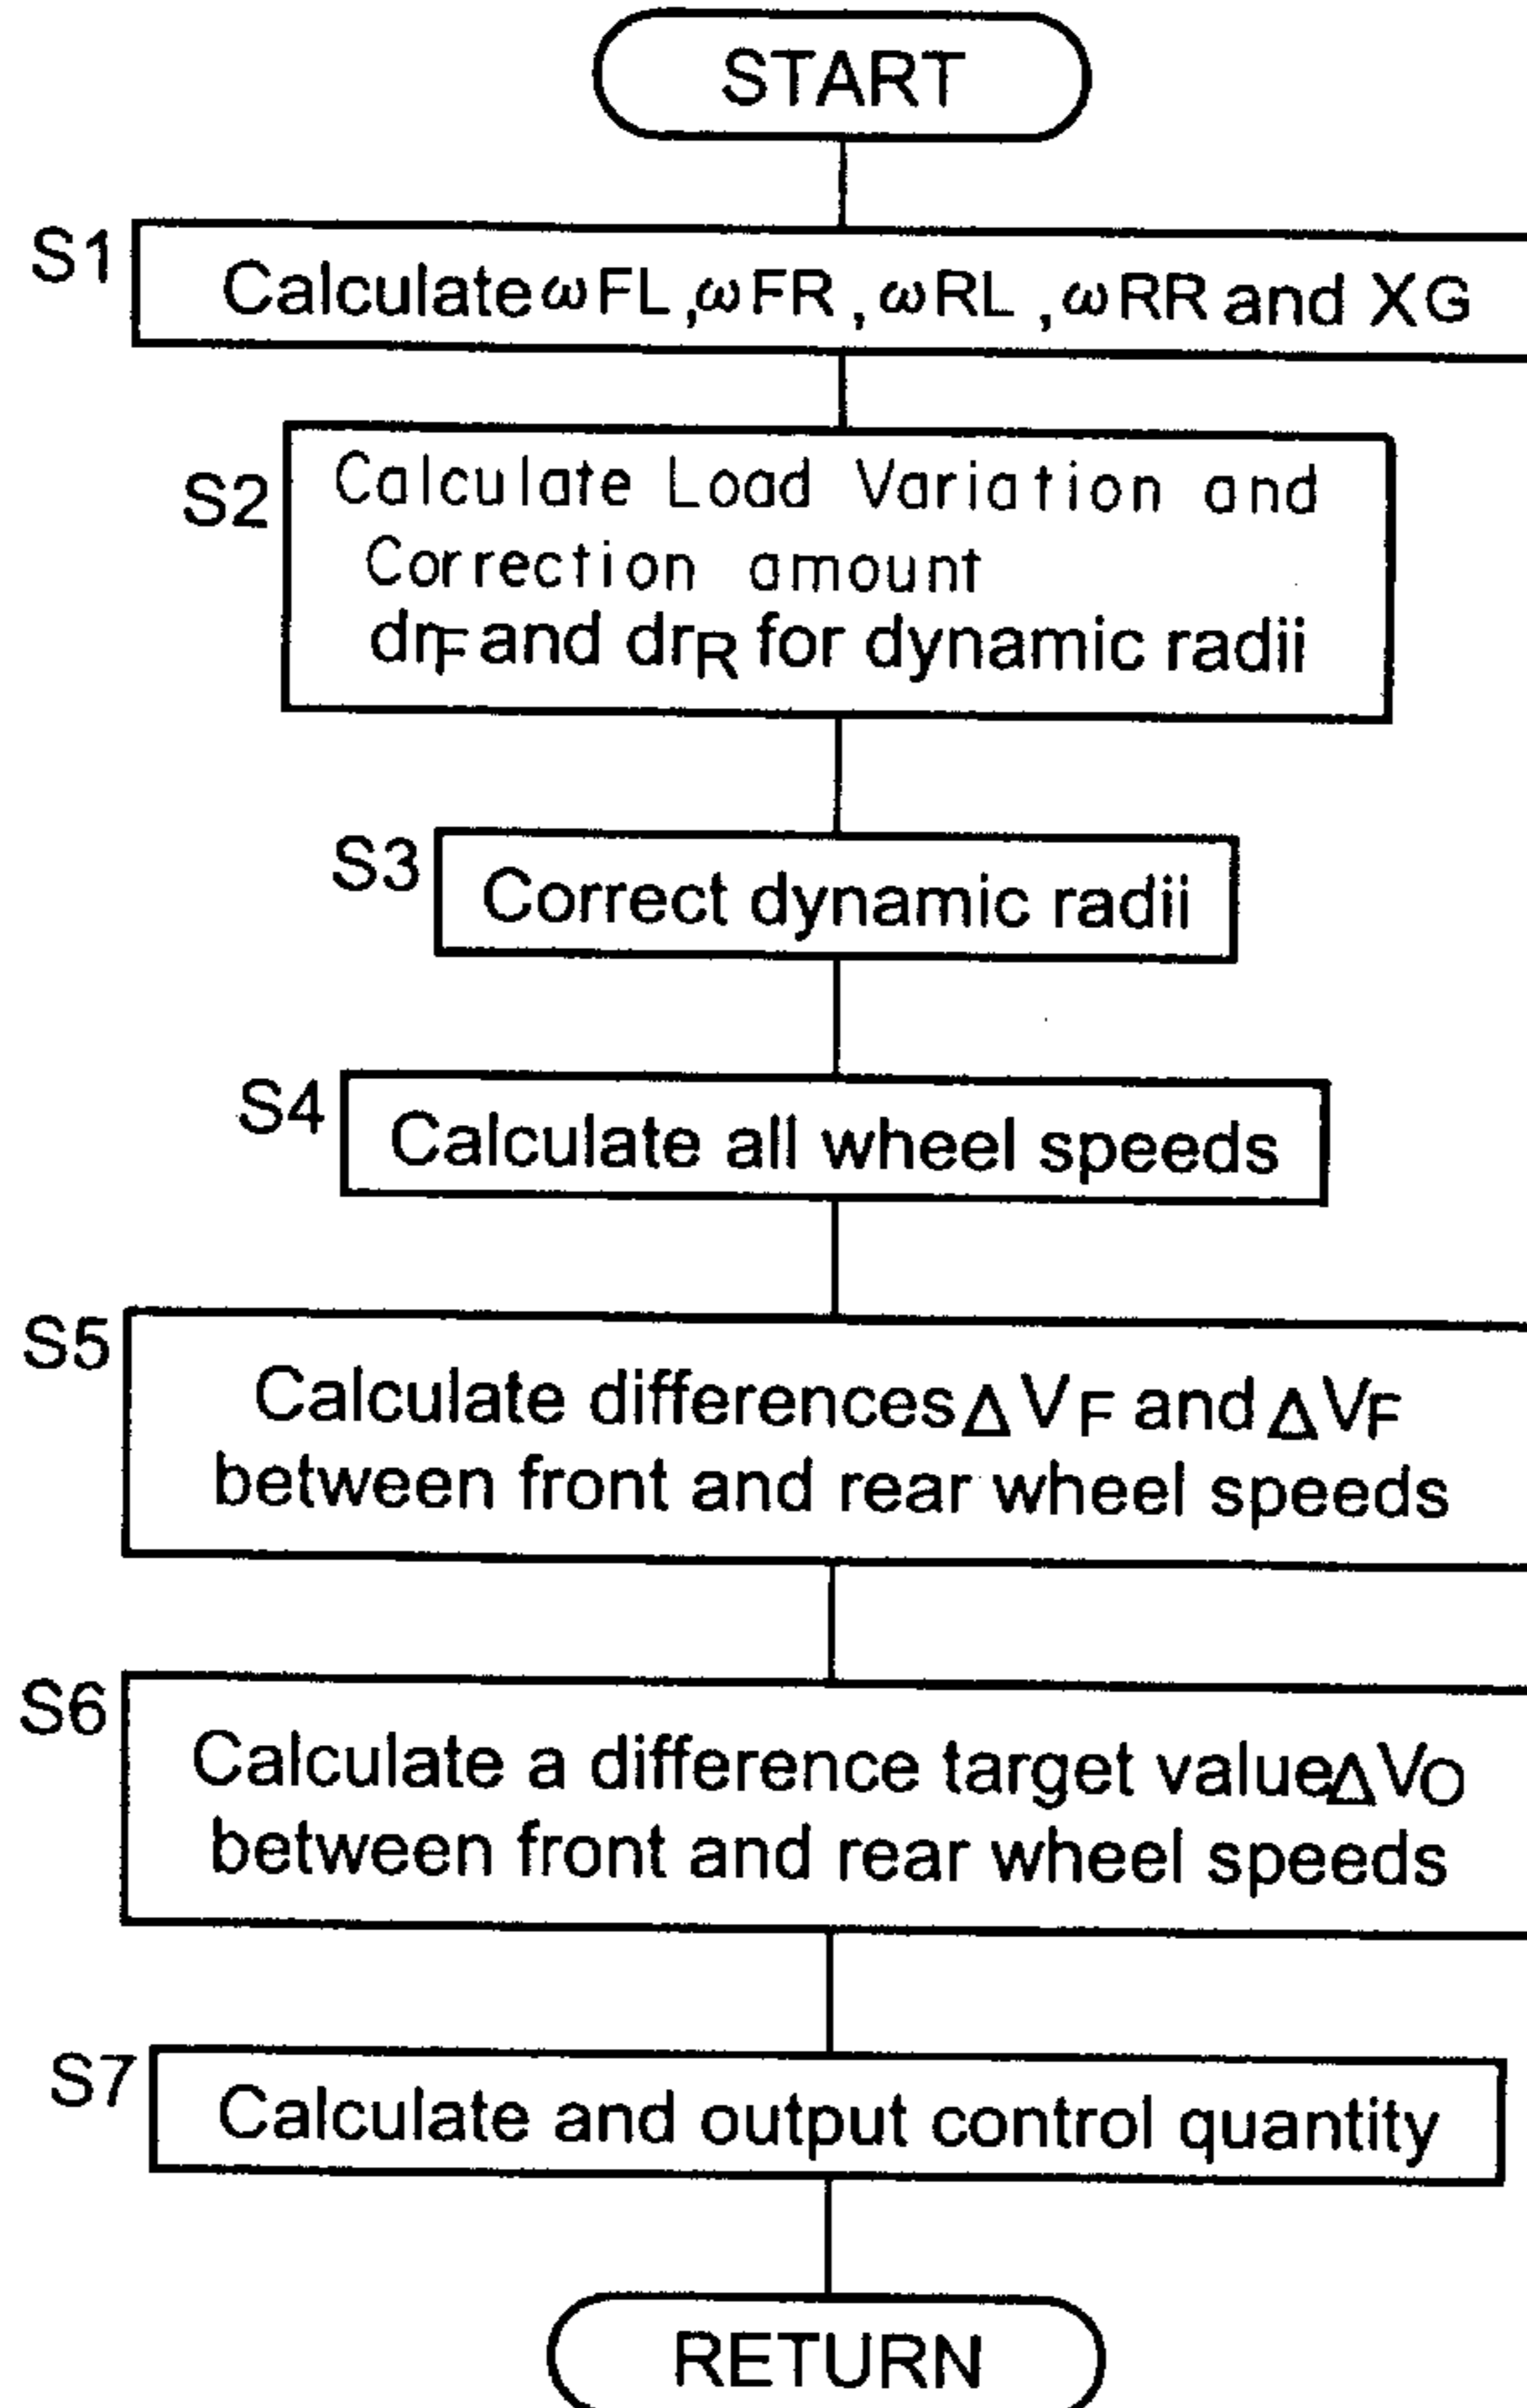 START
S1
Calculate ωFL,ωFR, ωRL ,ωRR and XG
S2
Calculate Load Variation and
Correction amount
drF and drR for dynamic radii
S3
Correct dynamic radii
S4
Calculate all wheel speeds
S5
Calculate differences ΔVF and ΔVF
between front and rear wheel speeds
S6
Calculate a difference target value ΔVO
between front and rear wheel speeds
S7
Calculate and output control quantity
RETURN